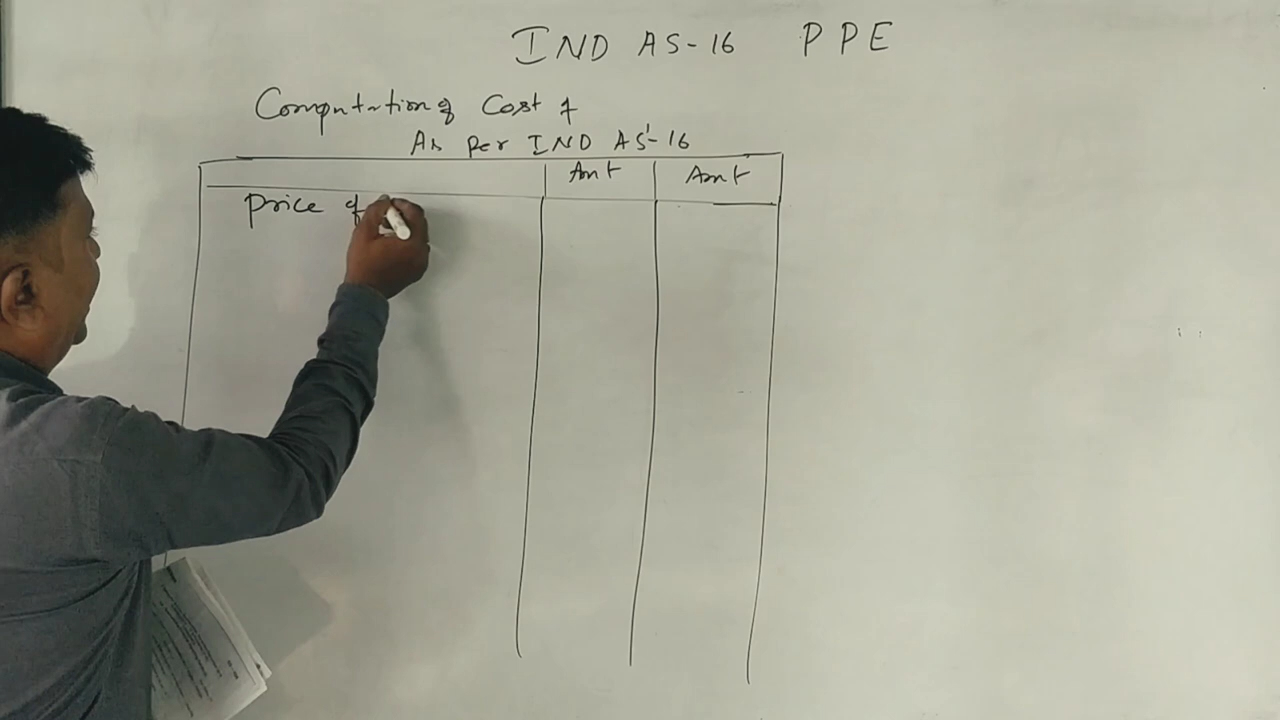 IND AS-16 PPE
Computation of Cost of
As per IND AS-16
Amt Amt
Price of